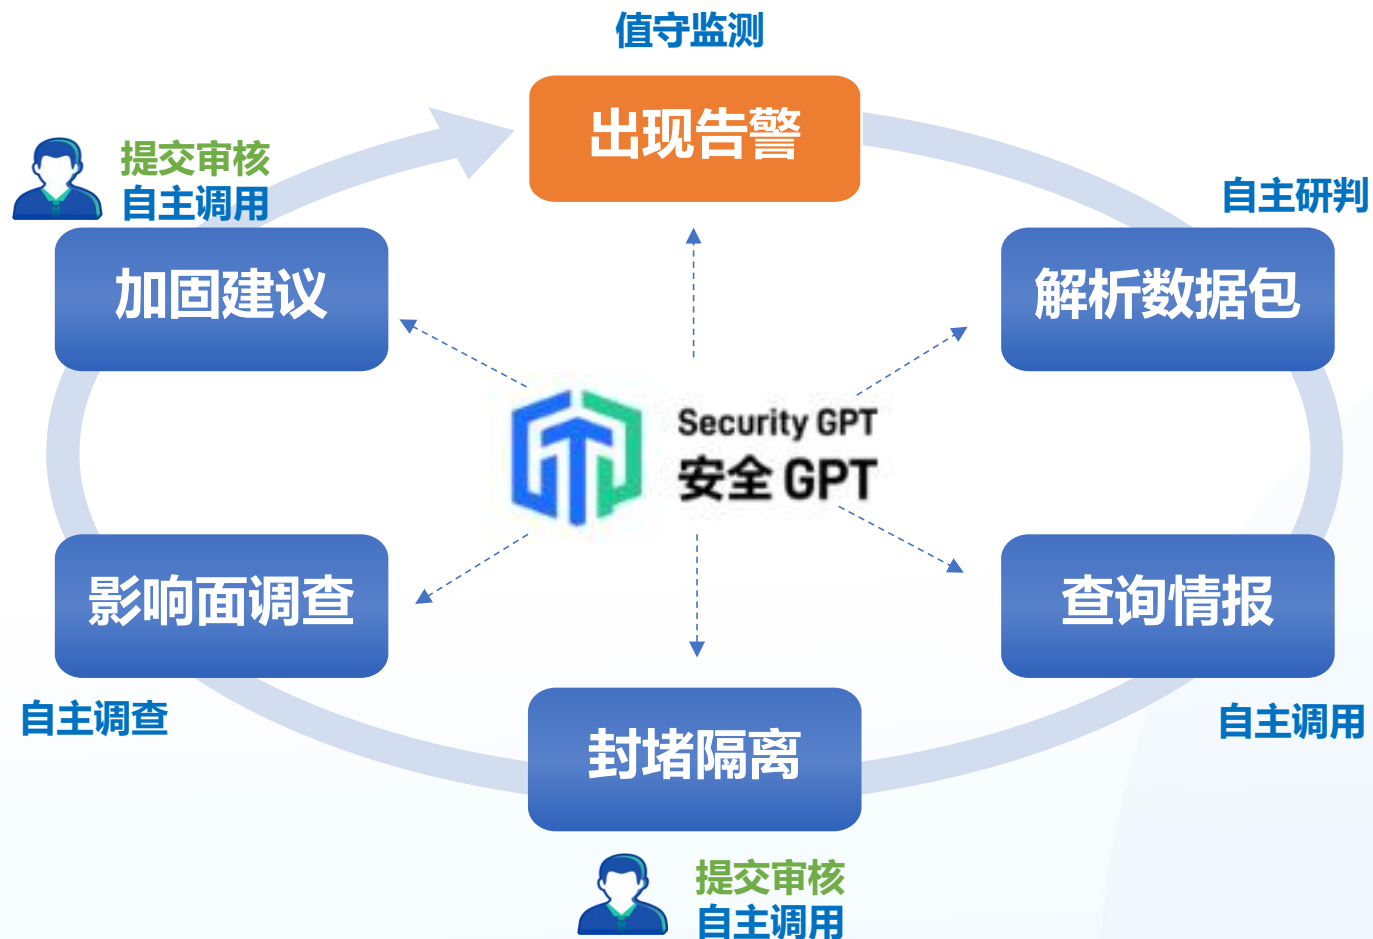 值守监测
出现告警
提交审核
自主调用
加固建议
自主研判
解析数据包
Security GPT
安全 GPT
影响面调查
自主调查
查询情报
自主调用
封堵隔离
提交审核
自主调用